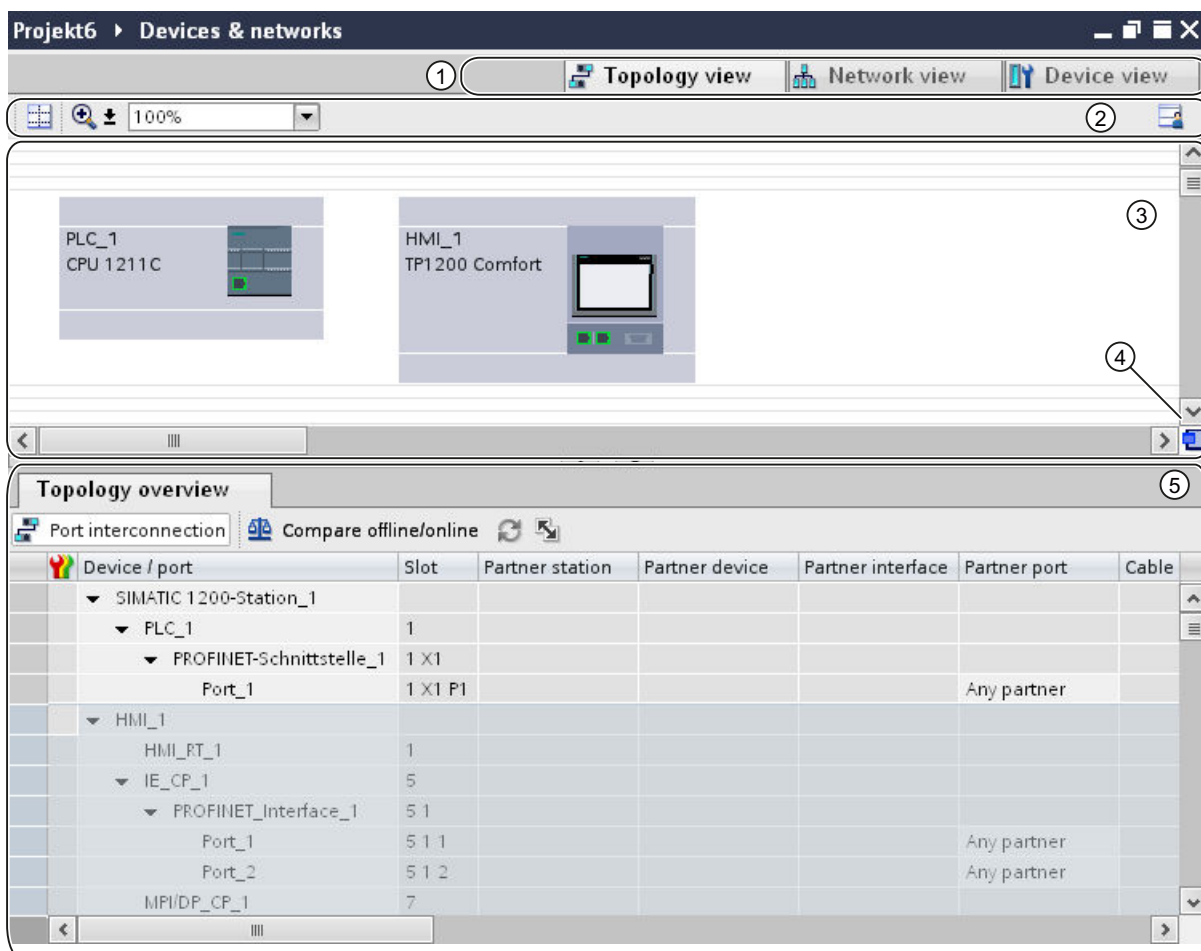 Projekt6 ▸ Devices & networks
① Topology view Network view Device view
100% ②
③
PLC_1
CPU 1211C
HMI_1
TP1200 Comfort
④
Topology overview ⑤
Port interconnection Compare offline/online
Device / port Slot Partner station Partner device Partner interface Partner port Cable
SIMATIC 1200-Station_1
PLC_1 1
PROFINET-Schnittstelle_1 1 X1
Port_1 1 X1 P1 Any partner
HMI_1
HMI_RT_1 1
IE_CP_1 5
PROFINET_Interface_1 5 1
Port_1 5 1 1 Any partner
Port_2 5 1 2 Any partner
MPI/DP_CP_1 7